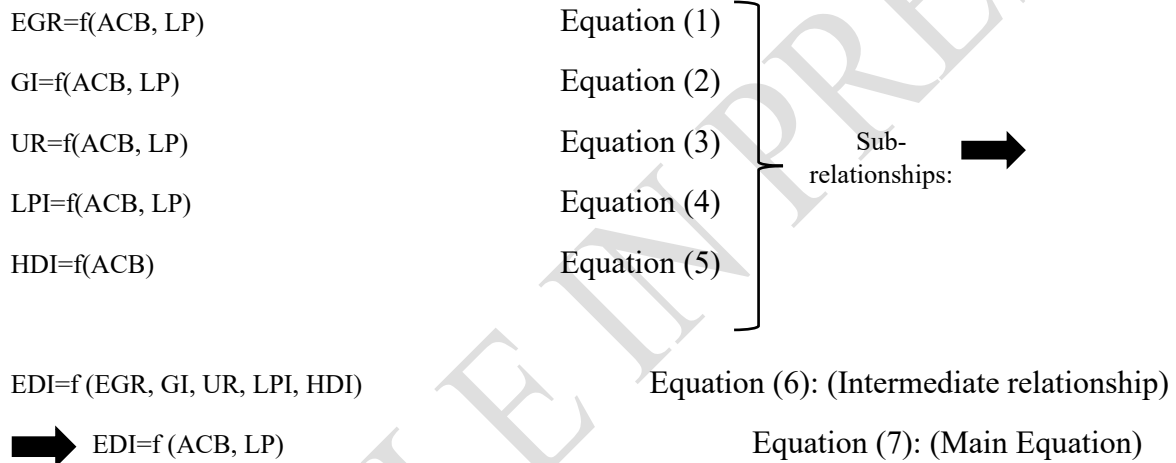 EGR=f(ACB, LP) Equation (1)
GI=f(ACB, LP) Equation (2)
UR=f(ACB, LP) Equation (3)
Sub-
relationships:
LPI=f(ACB, LP) Equation (4)
HDI=f(ACB) Equation (5)
EDI=f (EGR, GI, UR, LPI, HDI) Equation (6): (Intermediate relationship)
EDI=f (ACB, LP) Equation (7): (Main Equation)
E IN PRE